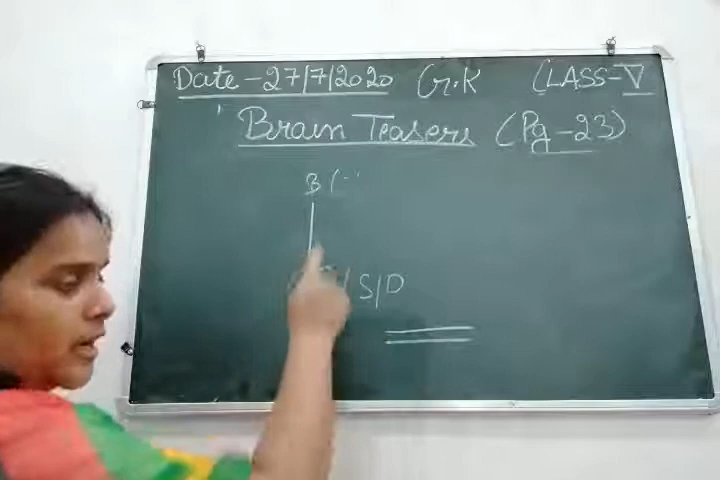 Date - 27/7/2020 G.K CLASS-V
Brain Teasers (Pg-23)
B (-
/ S/D